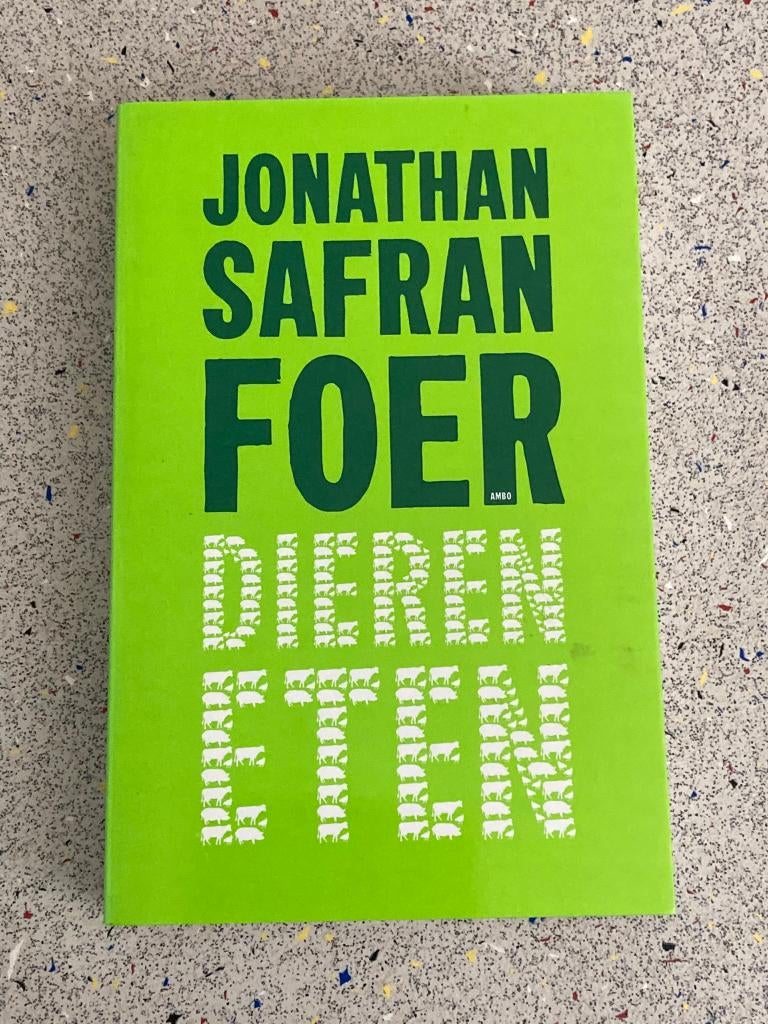 JONATHAN
SAFRAN
FOER
AMBO
DIEREN
ETEN